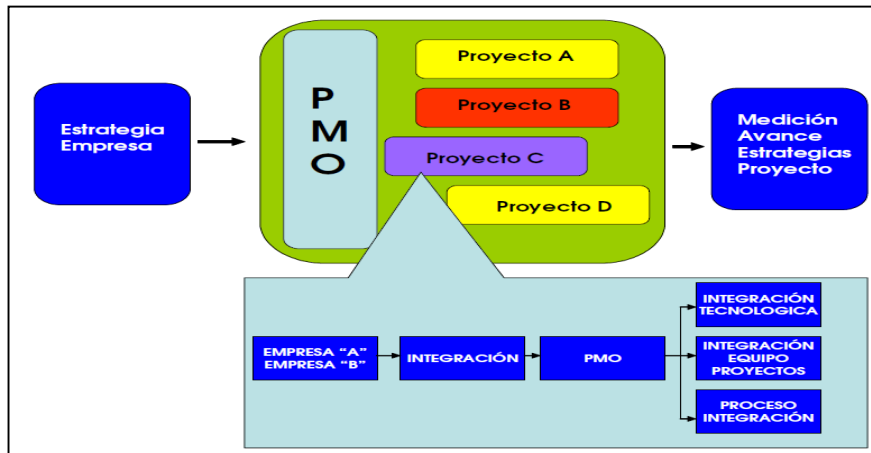 Estrategia
Empresa
P
M
O
Proyecto A
Proyecto B
Proyecto C
Proyecto D
Medición
Avance
Estrategias
Proyecto
EMPRESA “A”
EMPRESA “B”
INTEGRACIÓN
PMO
INTEGRACIÓN
TECNOLOGICA
INTEGRACIÓN
EQUIPO
PROYECTOS
PROCESO
INTEGRACIÓN